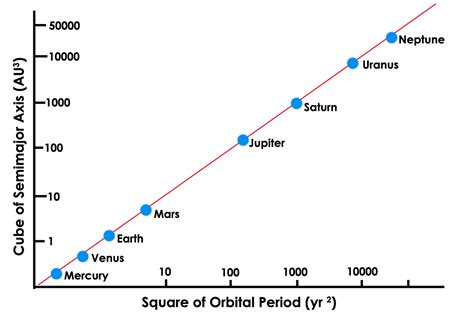 50000
Neptune
10000
Uranus
1000
Saturn
100
Jupiter
10
Mars
1
Earth
Venus
Mercury
10 100 1000 10000
Square of Orbital Period (yr ²)
Cube of Semimajor Axis (AU³)